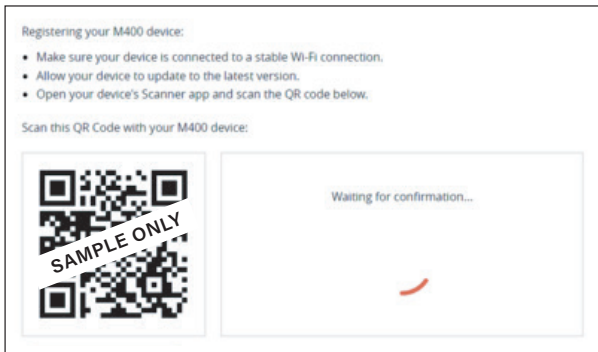 Registering your M400 device:
• Make sure your device is connected to a stable Wi-Fi connection.
• Allow your device to update to the latest version.
• Open your device's Scanner app and scan the QR code below.
Scan this QR Code with your M400 device:
SAMPLE ONLY
Waiting for confirmation...